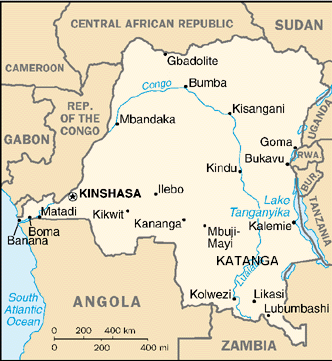 CENTRAL AFRICAN REPUBLIC
SUDAN
CAMEROON
Gbadolite
Congo
Bumba
REP.
OF THE
CONGO
Mbandaka
Kisangani
UGANDA
GABON
Goma
RWA.
Bukavu
Kindu
BUR.
KINSHASA
Ilebo
Lako
Tanganyika
TANZANIA
Matadi
Boma
Banana
Kikwit
Kananga
Mbuji-
Mayi
Kalemie
KATANGA
Lualaba
South
Atlantic
Ocean
ANGOLA
Kolwezi
Likasi
Lubumbashi
0 200 400 km
0 200 400 mi
ZAMBIA